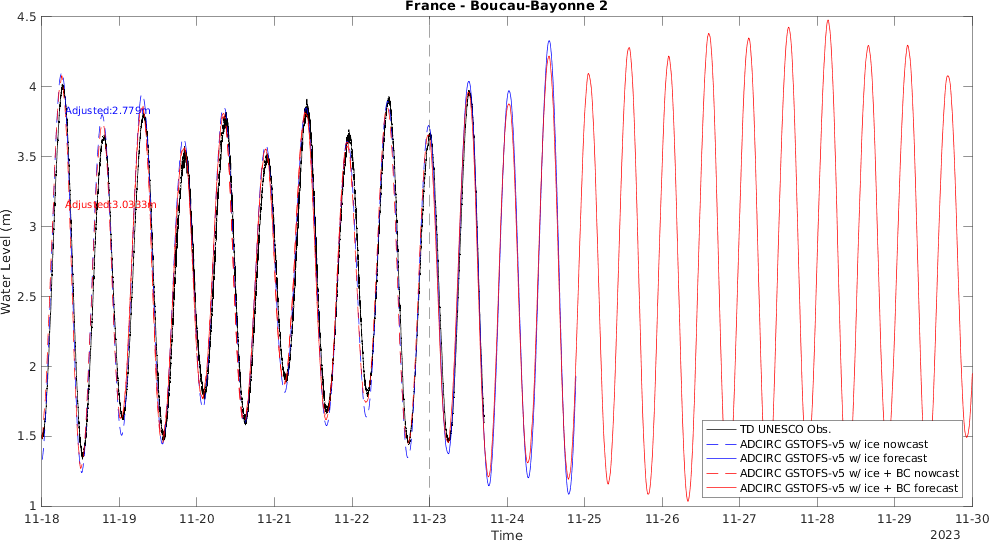 France - Boucau-Bayonne 2
4.5
4
3.5
3
2.5
2
1.5
1
Water Level (m)
Adjusted:2.779m
Adjusted:3.0333m
TD UNESCO Obs.
ADCIRC GSTOFS-v5 w/ ice nowcast
ADCIRC GSTOFS-v5 w/ ice forecast
ADCIRC GSTOFS-v5 w/ ice + BC nowcast
ADCIRC GSTOFS-v5 w/ ice + BC forecast
11-18 11-19 11-20 11-21 11-22 11-23 11-24 11-25 11-26 11-27 11-28 11-29 11-30
Time
2023